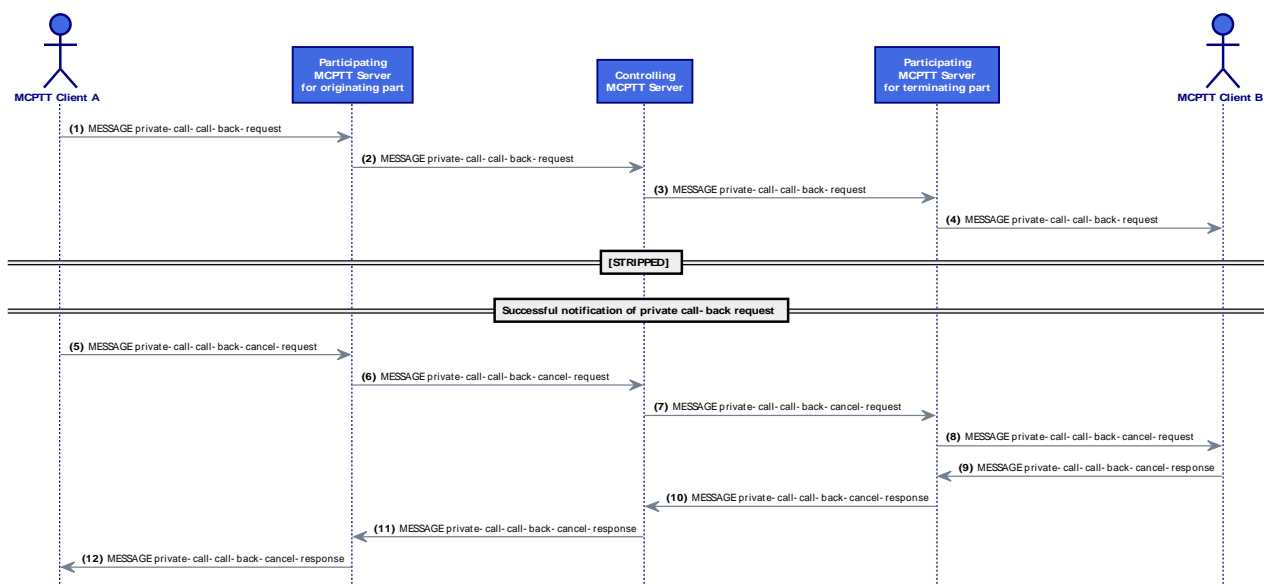 MCPTT Client A
Participating
MCPTT Server
for originating part
Controlling
MCPTT Server
Participating
MCPTT Server
for terminating part
MCPTT Client B
(1) MESSAGE private-call-call-back-request
(2) MESSAGE private-call-call-back-request
(3) MESSAGE private-call-call-back-request
(4) MESSAGE private-call-call-back-request
[STRIPPED]
Successful notification of private call-back request
(5) MESSAGE private-call-call-back-cancel-request
(6) MESSAGE private-call-call-back-cancel-request
(7) MESSAGE private-call-call-back-cancel-request
(8) MESSAGE private-call-call-back-cancel-request
(9) MESSAGE private-call-call-back-cancel-response
(10) MESSAGE private-call-call-back-cancel-response
(11) MESSAGE private-call-call-back-cancel-response
(12) MESSAGE private-call-call-back-cancel-response